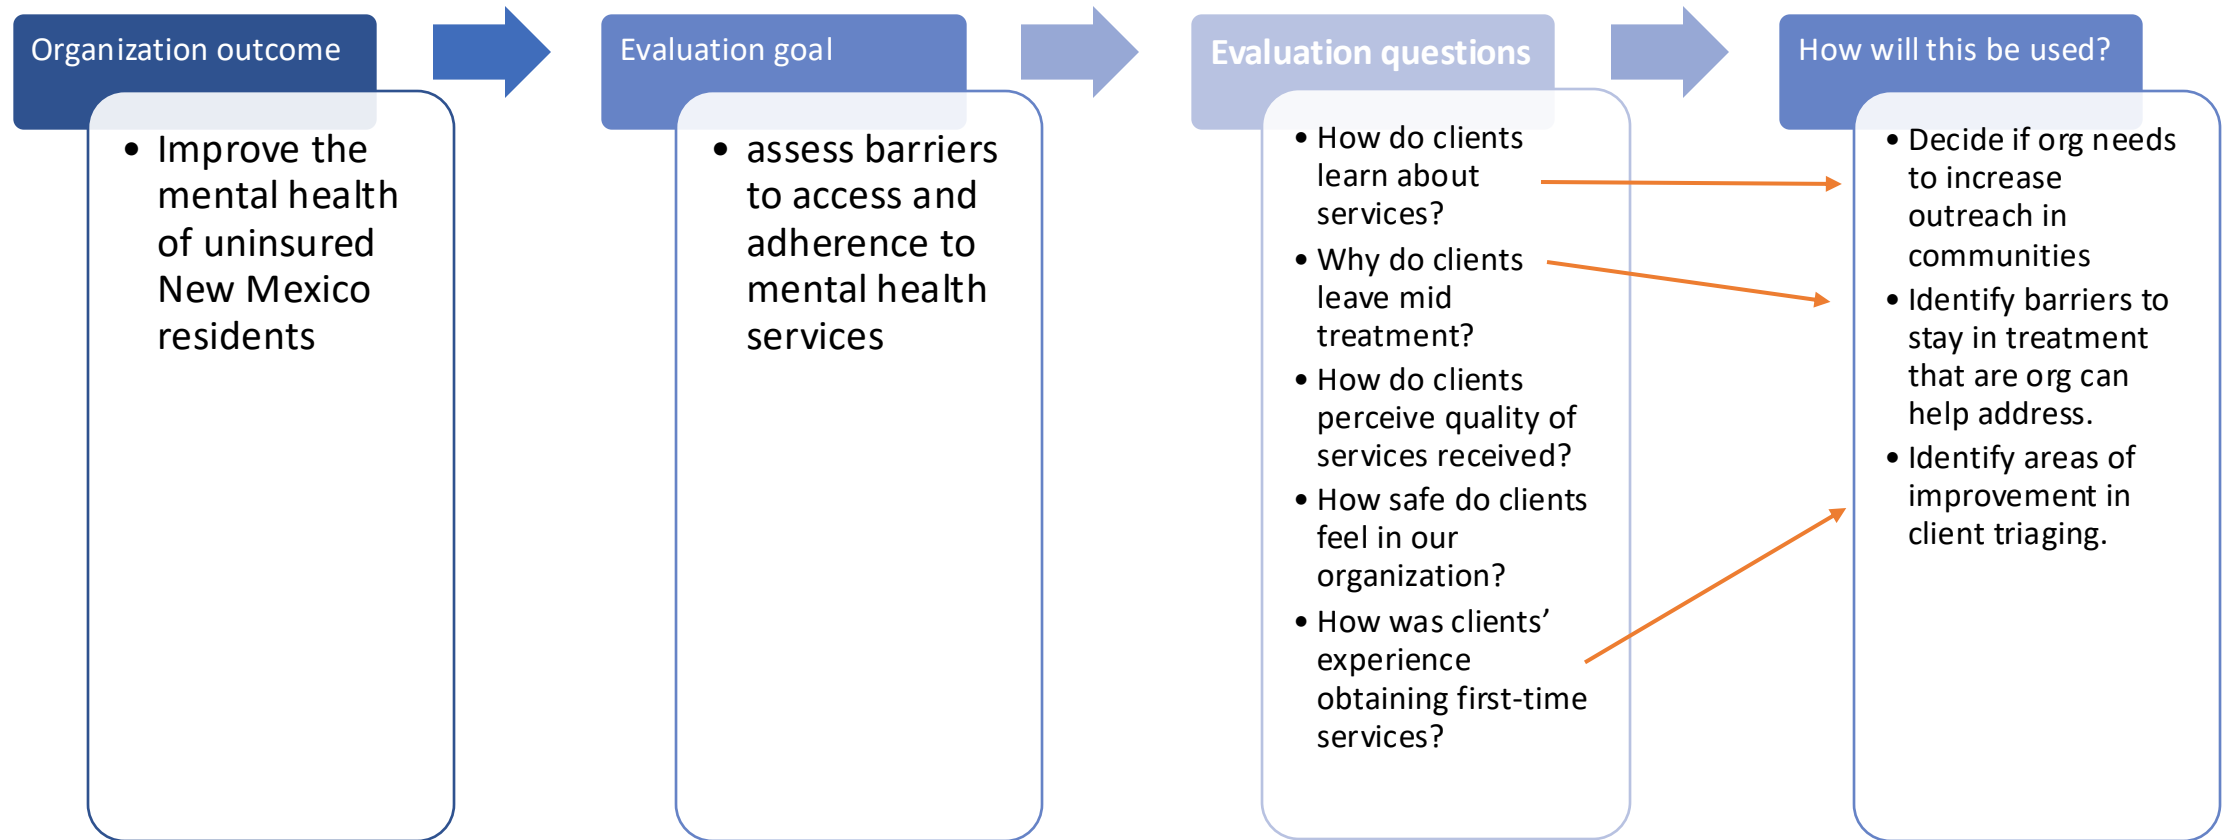 Organization outcome
• Improve the
mental health
of uninsured
New Mexico
residents
Evaluation goal
• assess barriers
to access and
adherence to
mental health
services
Evaluation questions
• How do clients
learn about
services?
• Why do clients
leave mid
treatment?
• How do clients
perceive quality of
services received?
• How safe do clients
feel in our
organization?
• How was clients’
experience
obtaining first-time
services?
How will this be used?
• Decide if org needs
to increase
outreach in
communities
• Identify barriers to
stay in treatment
that are org can
help address.
• Identify areas of
improvement in
client triaging.